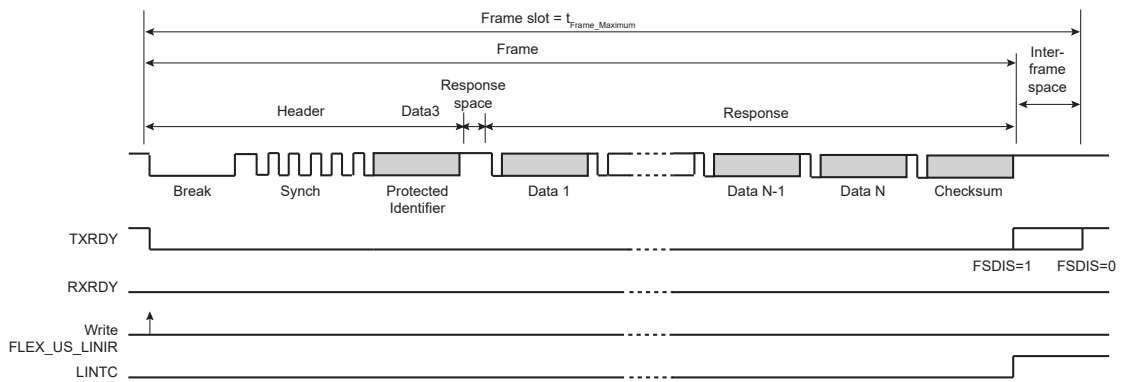 Frame slot = tFrame_Maximum
Frame
Inter-
frame
space
Response
space
Header
Data3
Response
Break
Synch
Protected
Identifier
Data 1
Data N-1
Data N
Checksum
TXRDY
FSDIS=1
FSDIS=0
RXRDY
Write
FLEX_US_LINIR
LINTC